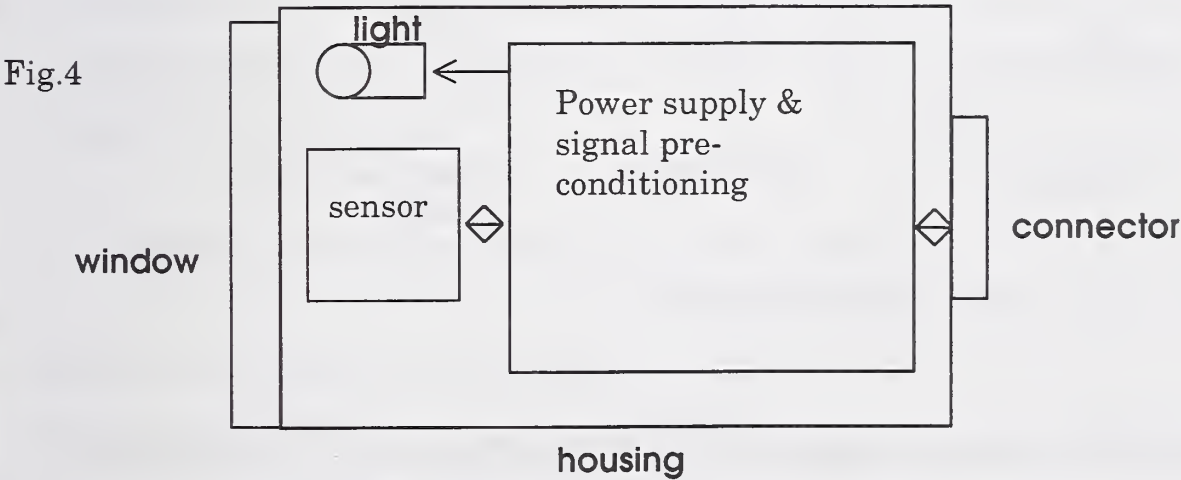 light
Fig.4
Power supply &
signal pre-
conditioning
sensor
connector
window
housing